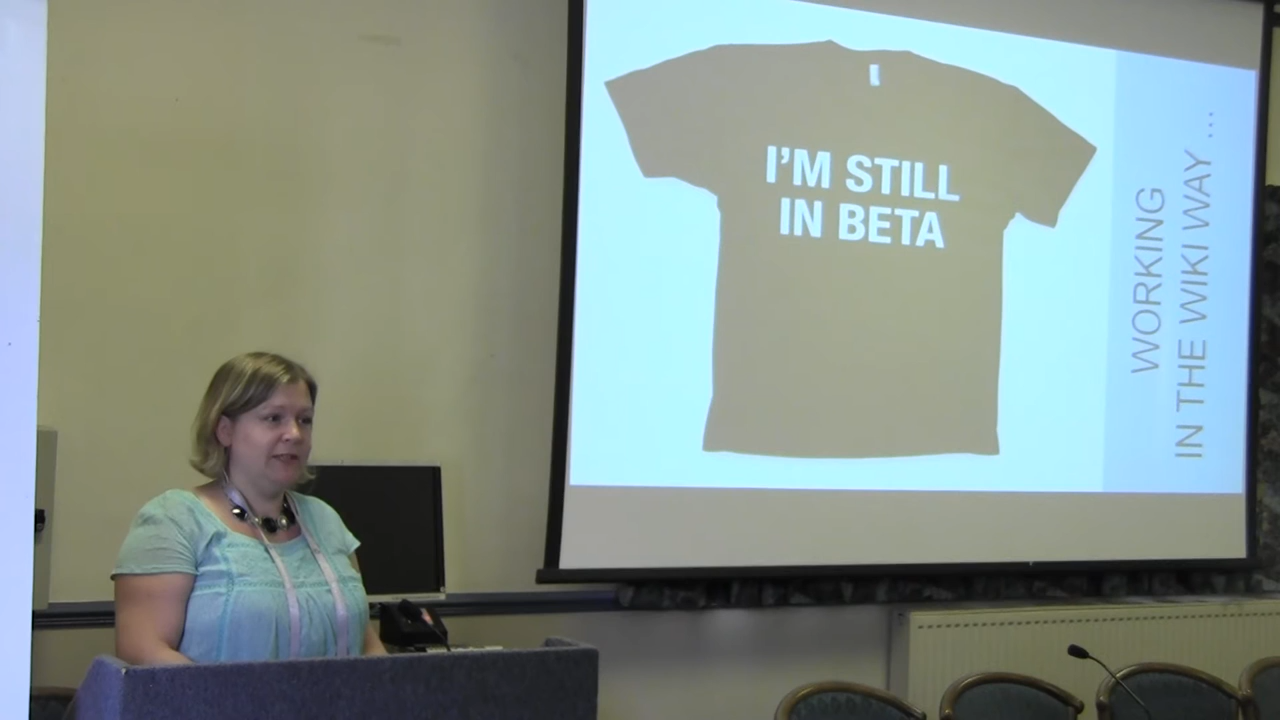 I'M STILL
IN BETA
WORKING
IN THE WIKI WAY ...